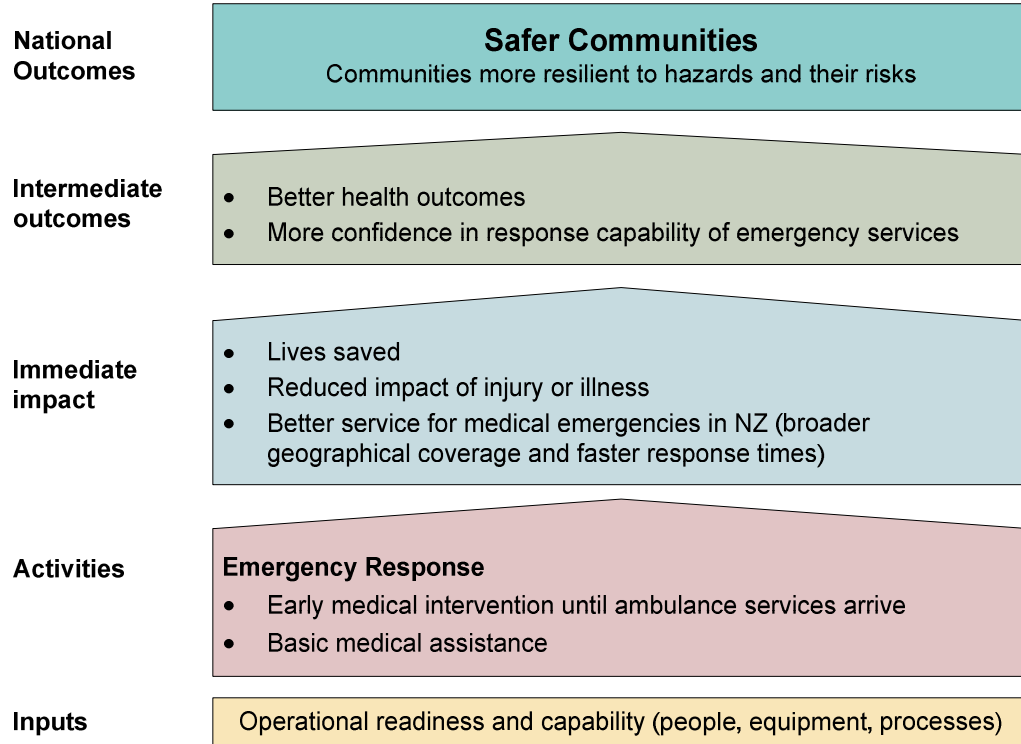 National
Outcomes
Safer Communities
Communities more resilient to hazards and their risks
Intermediate
outcomes
• Better health outcomes
• More confidence in response capability of emergency services
Immediate
impact
• Lives saved
• Reduced impact of injury or illness
• Better service for medical emergencies in NZ (broader
geographical coverage and faster response times)
Activities
Emergency Response
• Early medical intervention until ambulance services arrive
• Basic medical assistance
Inputs
Operational readiness and capability (people, equipment, processes)